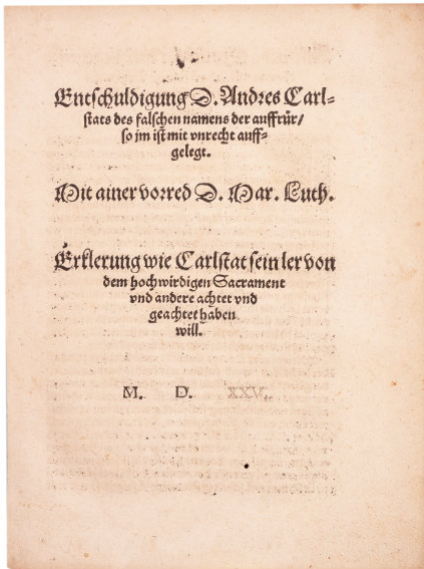 Entschuldigung D. Andres Carl-
stats des falschen namens der auffrür/
so jm ist mit vnrecht auff-
gelegt.
Mit ainer vorred D. Mar. Luth.
Erklerung wie Carlstat sein ler von
dem hochwirdigen Sacrament
vnd andere achtet vnd
geachtet haben
will.
M. D. XXV.